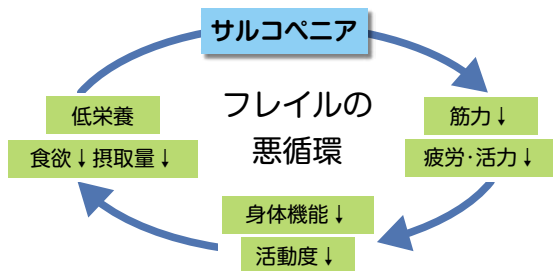 サルコペニア
フレイルの
悪循環
筋力↓
疲労・活力↓
身体機能↓
活動度↓
低栄養
食欲↓摂取量↓